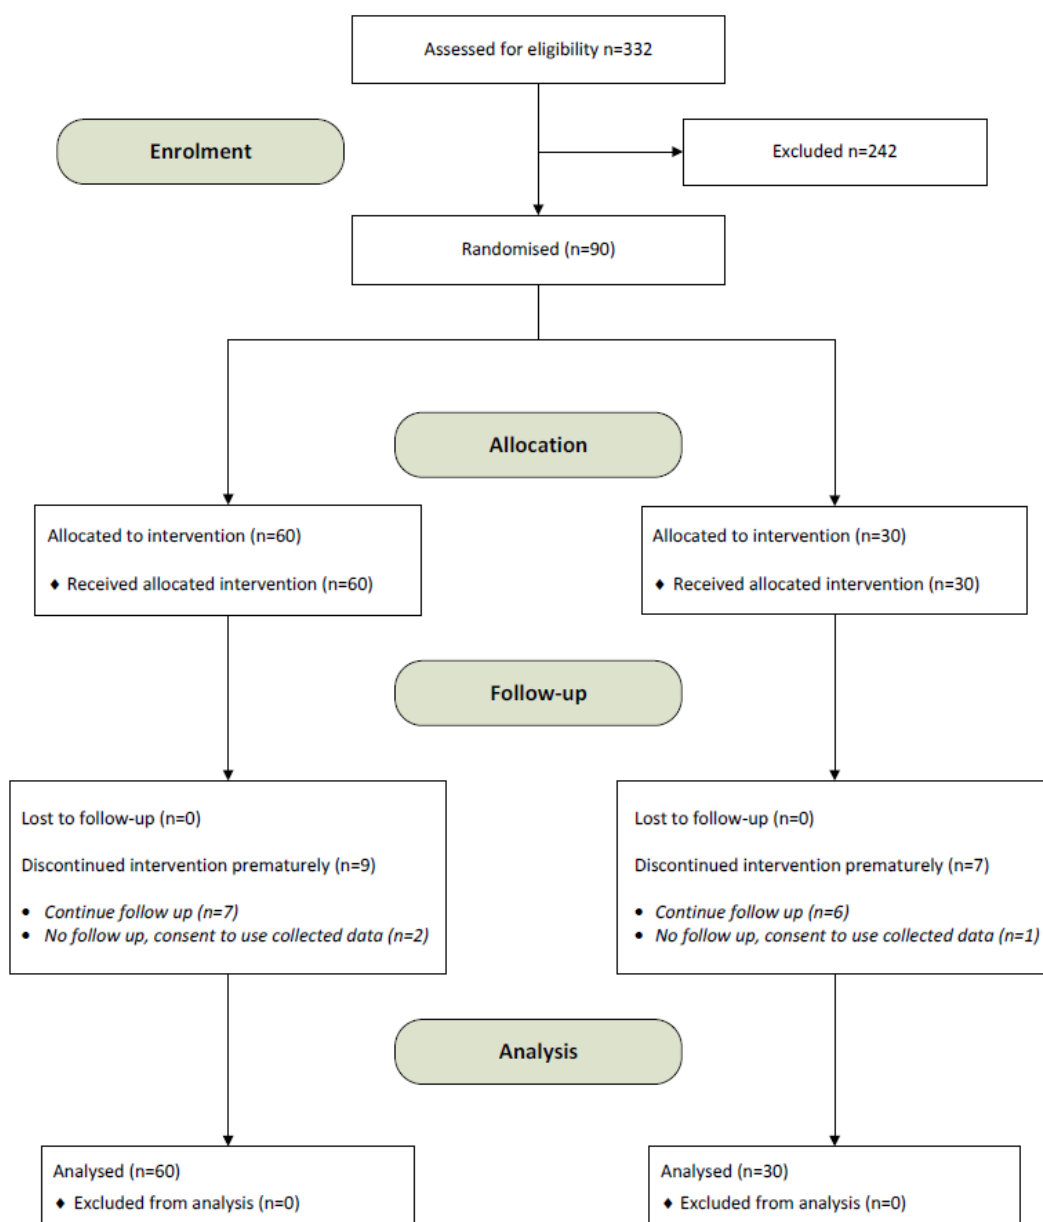 Assessed for eligibility n=332
Enrolment
Excluded n=242
Randomised (n=90)
Allocation
Allocated to intervention (n=60)
♦ Received allocated intervention (n=60)
Allocated to intervention (n=30)
♦ Received allocated intervention (n=30)
Follow-up
Lost to follow-up (n=0)
Discontinued intervention prematurely (n=9)
• Continue follow up (n=7)
• No follow up, consent to use collected data (n=2)
Lost to follow-up (n=0)
Discontinued intervention prematurely (n=7)
• Continue follow up (n=6)
• No follow up, consent to use collected data (n=1)
Analysis
Analysed (n=60)
♦ Excluded from analysis (n=0)
Analysed (n=30)
♦ Excluded from analysis (n=0)